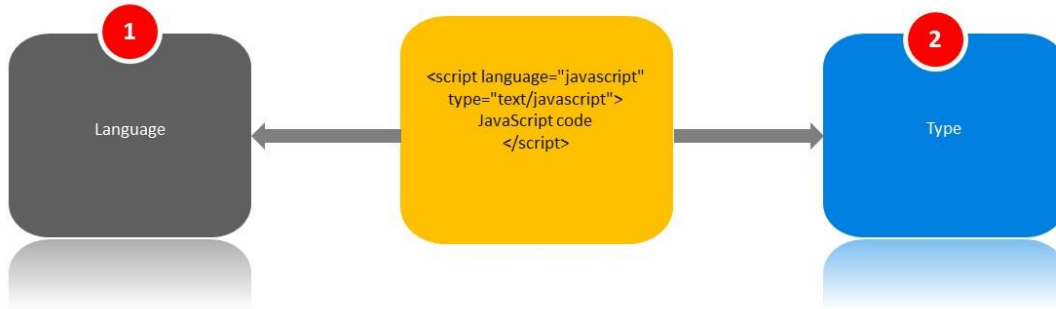 1
Language
<script language="javascript"
type="text/javascript">
JavaScript code
</script>
2
Type